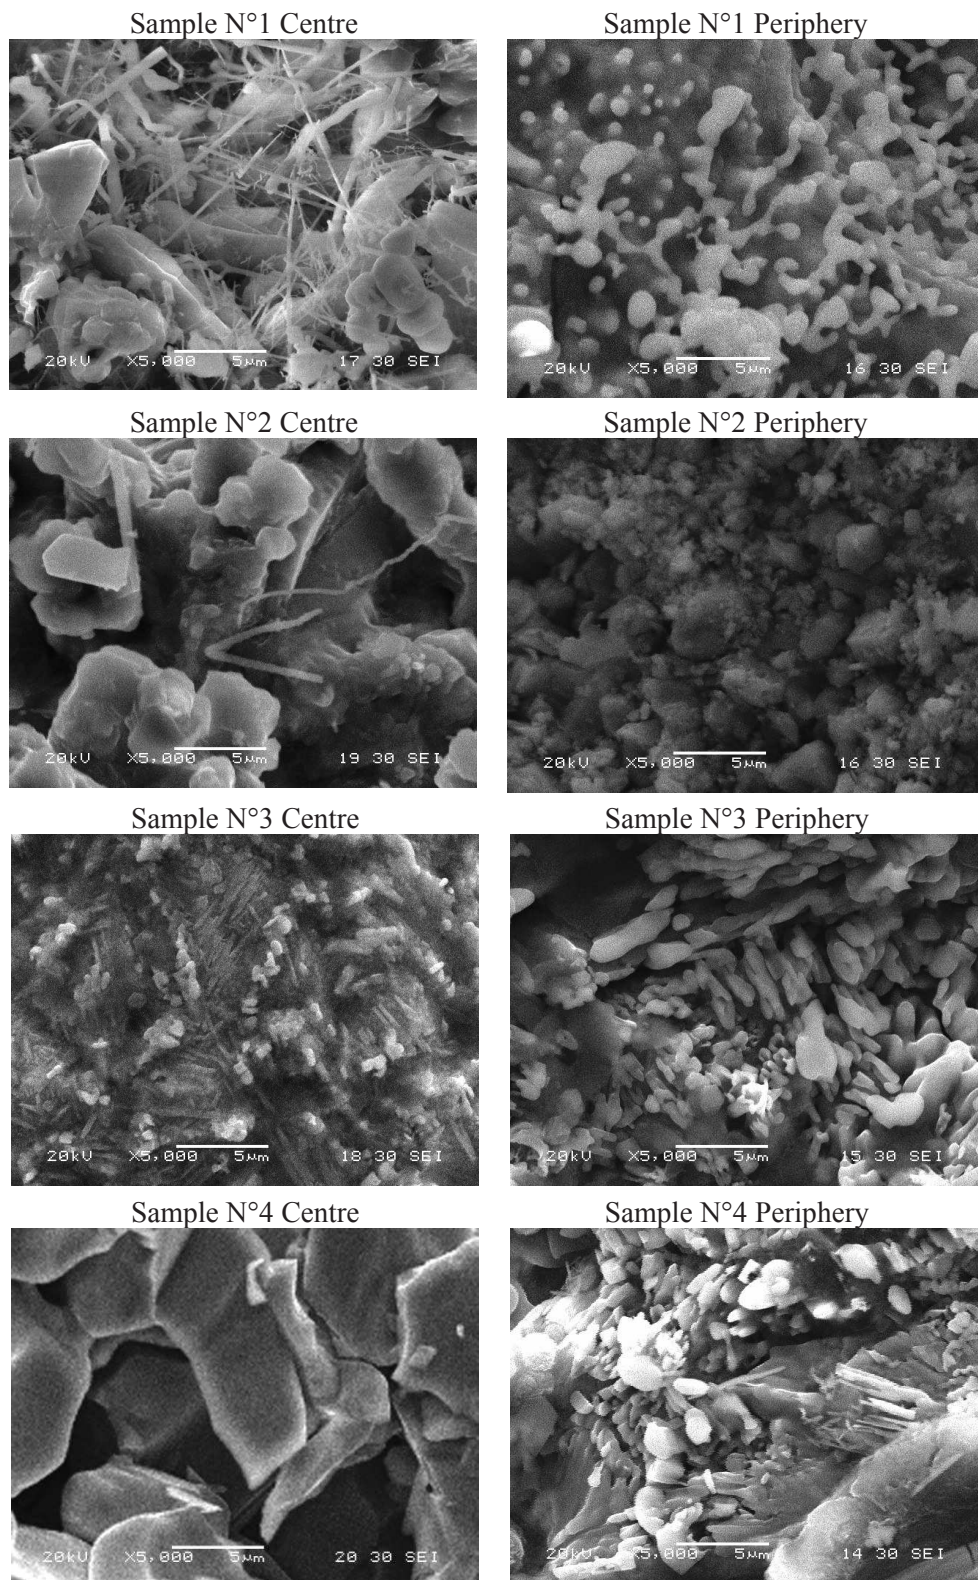 Sample N°1 Centre
Sample N°1 Periphery
20kV X5,000 5µm 17 30 SEI
20kV X5,000 5µm 16 30 SEI
Sample N°2 Centre
Sample N°2 Periphery
20kV X5,000 5µm 19 30 SEI
20kV X5,000 5µm 16 30 SEI
Sample N°3 Centre
Sample N°3 Periphery
20kV X5,000 5µm 18 30 SEI
20kV X5,000 5µm 15 30 SEI
Sample N°4 Centre
Sample N°4 Periphery
20kV X5,000 5µm 20 30 SEI
20kV X5,000 5µm 14 30 SEI